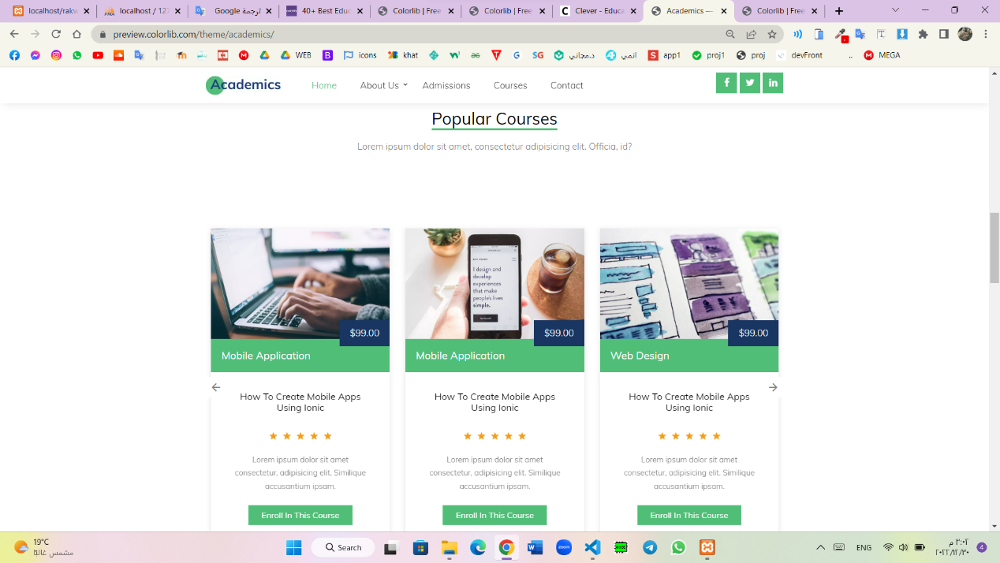 localhost/rakw
localhost / 127
ترجمة Google
40+ Best Educ
Colorlib | Free
Colorlib | Free
Clever - Educa
Academics —
Colorlib | Free
preview.colorlib.com/theme/academics/
WEB
icons
khat
د.مجاني
انمي
app1
proj1
proj
devFront
..
MEGA
Academics
Home
About Us
Admissions
Courses
Contact
Popular Courses
Lorem ipsum dolor sit amet, consectetur adipisicing elit. Officia, id?
I design and
develop
experiences
that make
people's lives
simple.
$99.00
$99.00
$99.00
Mobile Application
Mobile Application
Web Design
How To Create Mobile Apps
Using Ionic
How To Create Mobile Apps
Using Ionic
How To Create Mobile Apps
Using Ionic
Lorem ipsum dolor sit amet
consectetur, adipisicing elit. Similique
accusantium ipsam.
Lorem ipsum dolor sit amet
consectetur, adipisicing elit. Similique
accusantium ipsam.
Lorem ipsum dolor sit amet
consectetur, adipisicing elit. Similique
accusantium ipsam.
Enroll In This Course
Enroll In This Course
Enroll In This Course
19°C
مشمس غالبًا
Search
ENG
٣:٠٢ م
4